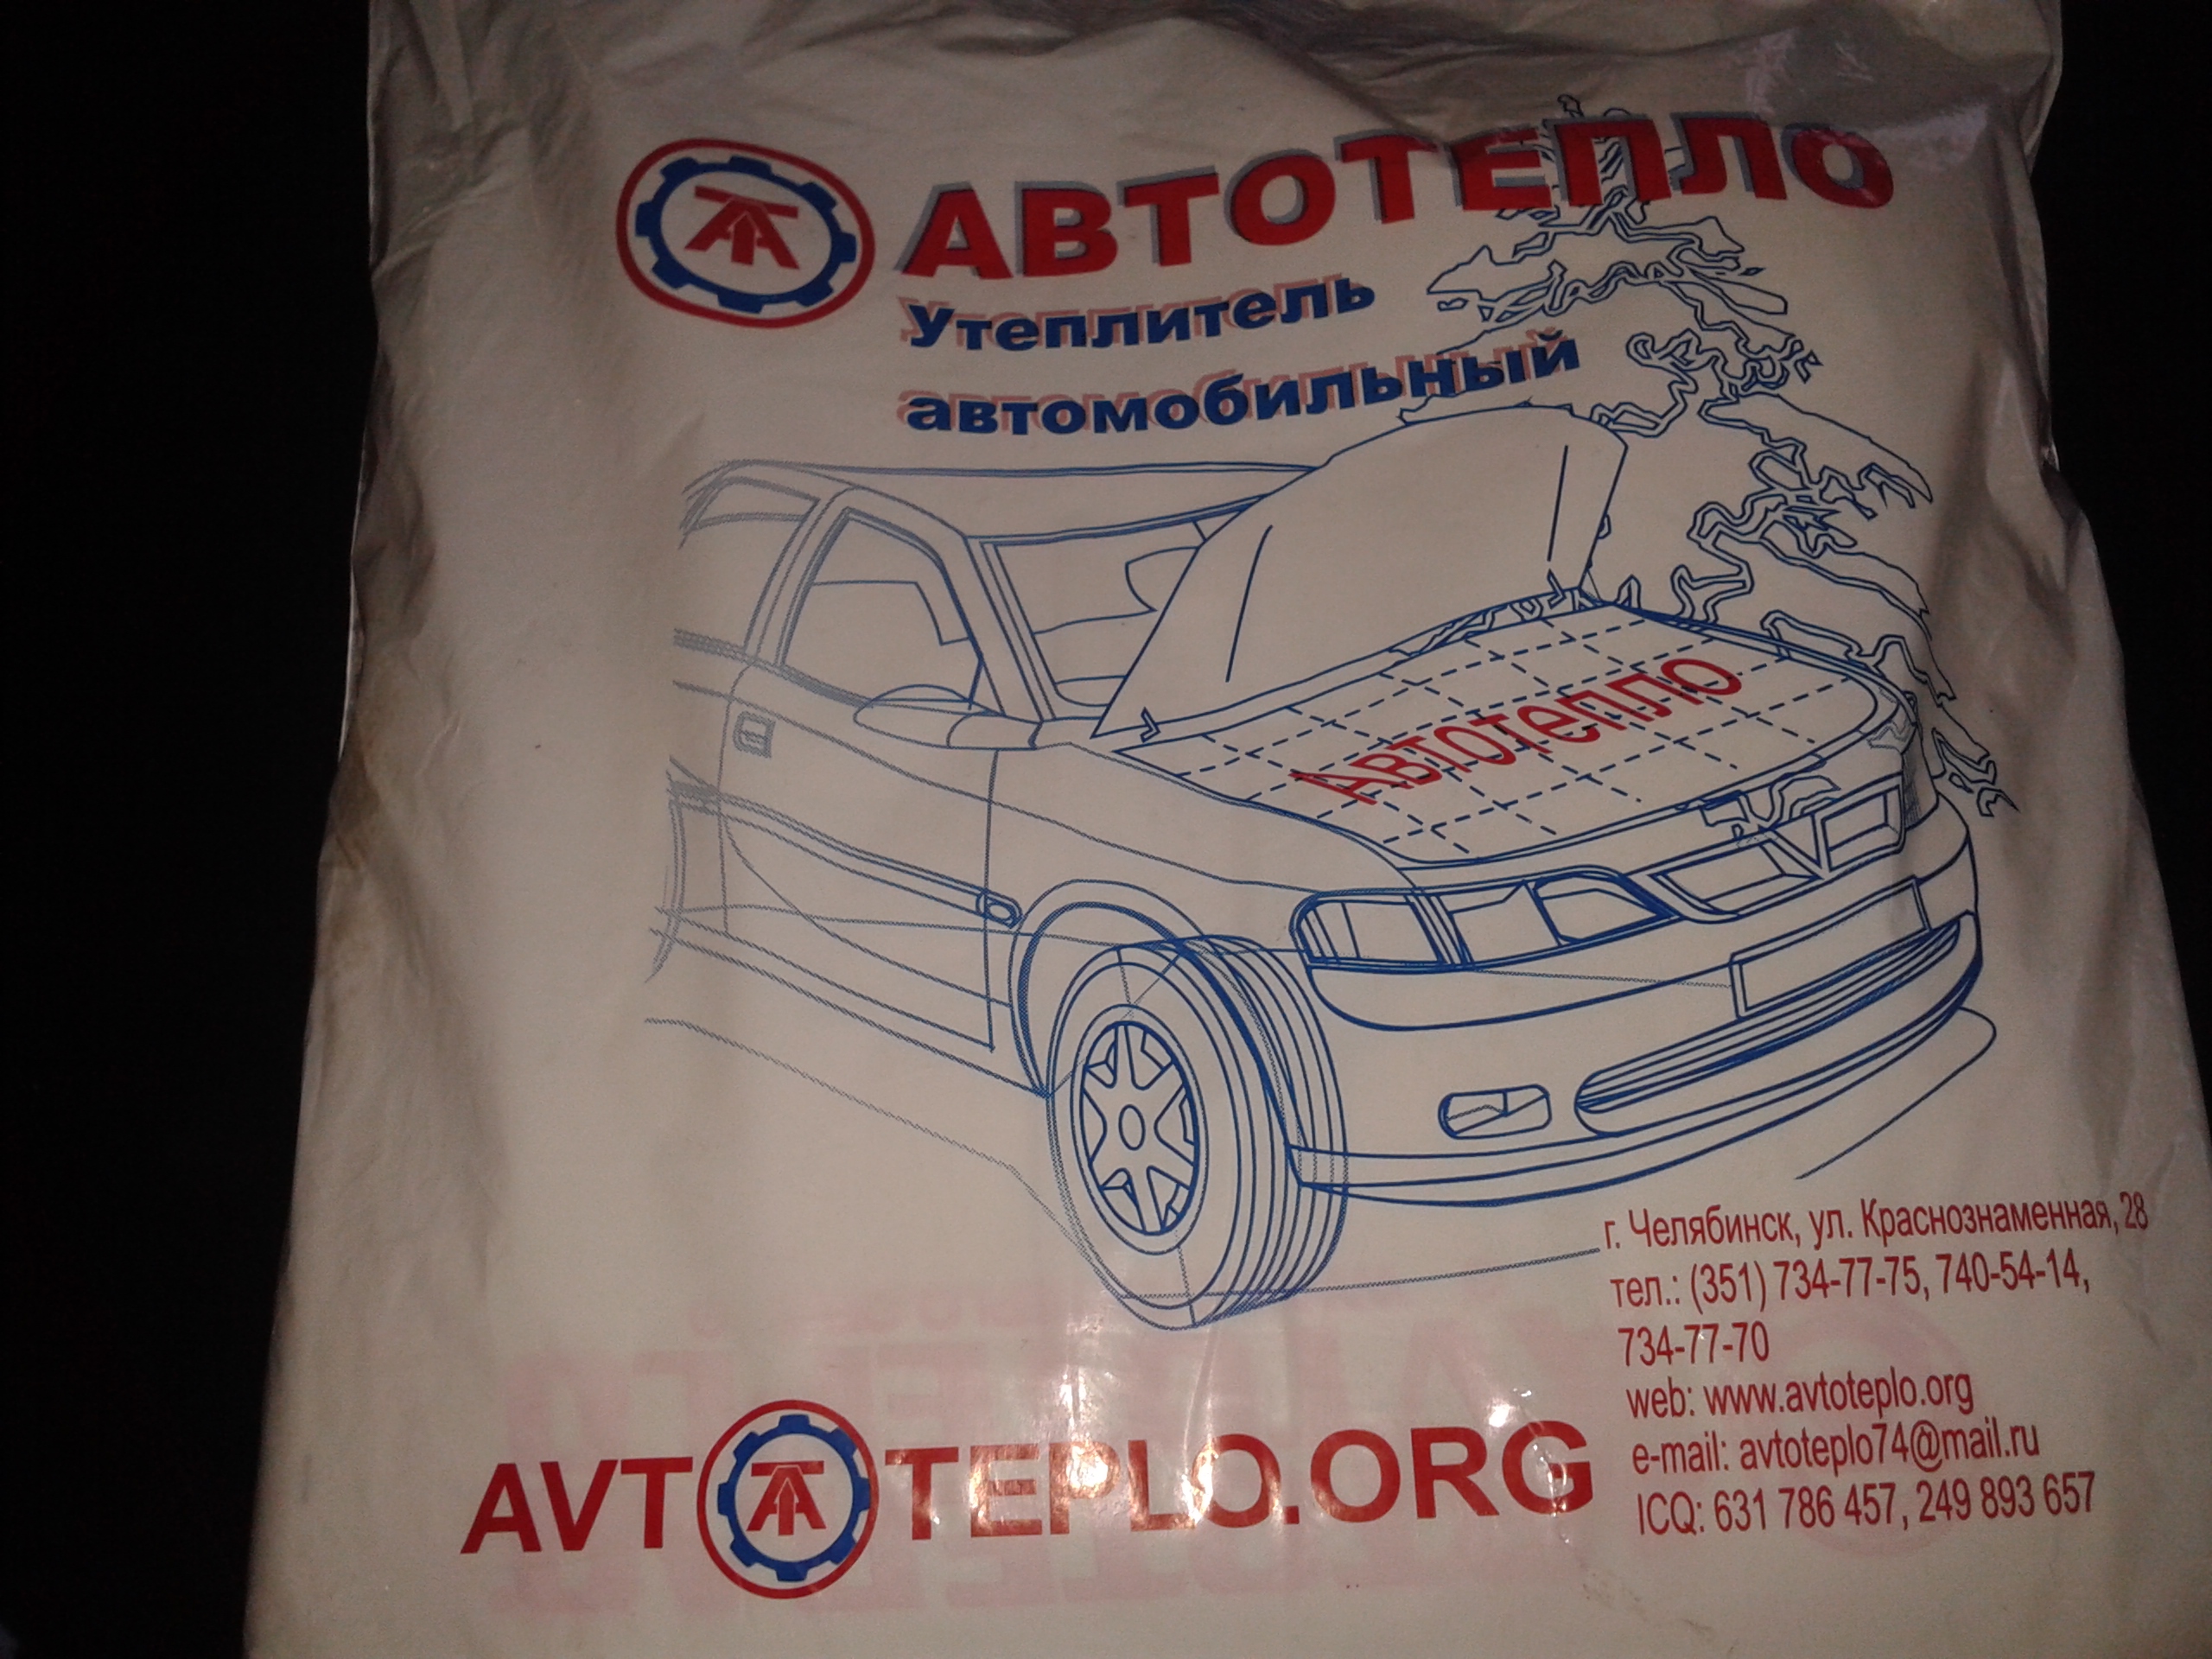 АВТОТЕПЛО
Утеплитель
автомобильный
Автотепло
г. Челябинск, ул. Краснознаменная, 28
тел.: (351) 734-77-75, 740-54-14,
734-77-70
web: www.avtoteplo.org
e-mail: avtoteplo74@mail.ru
ICQ: 631 786 457, 249 893 657
AVTOTEPLO.ORG